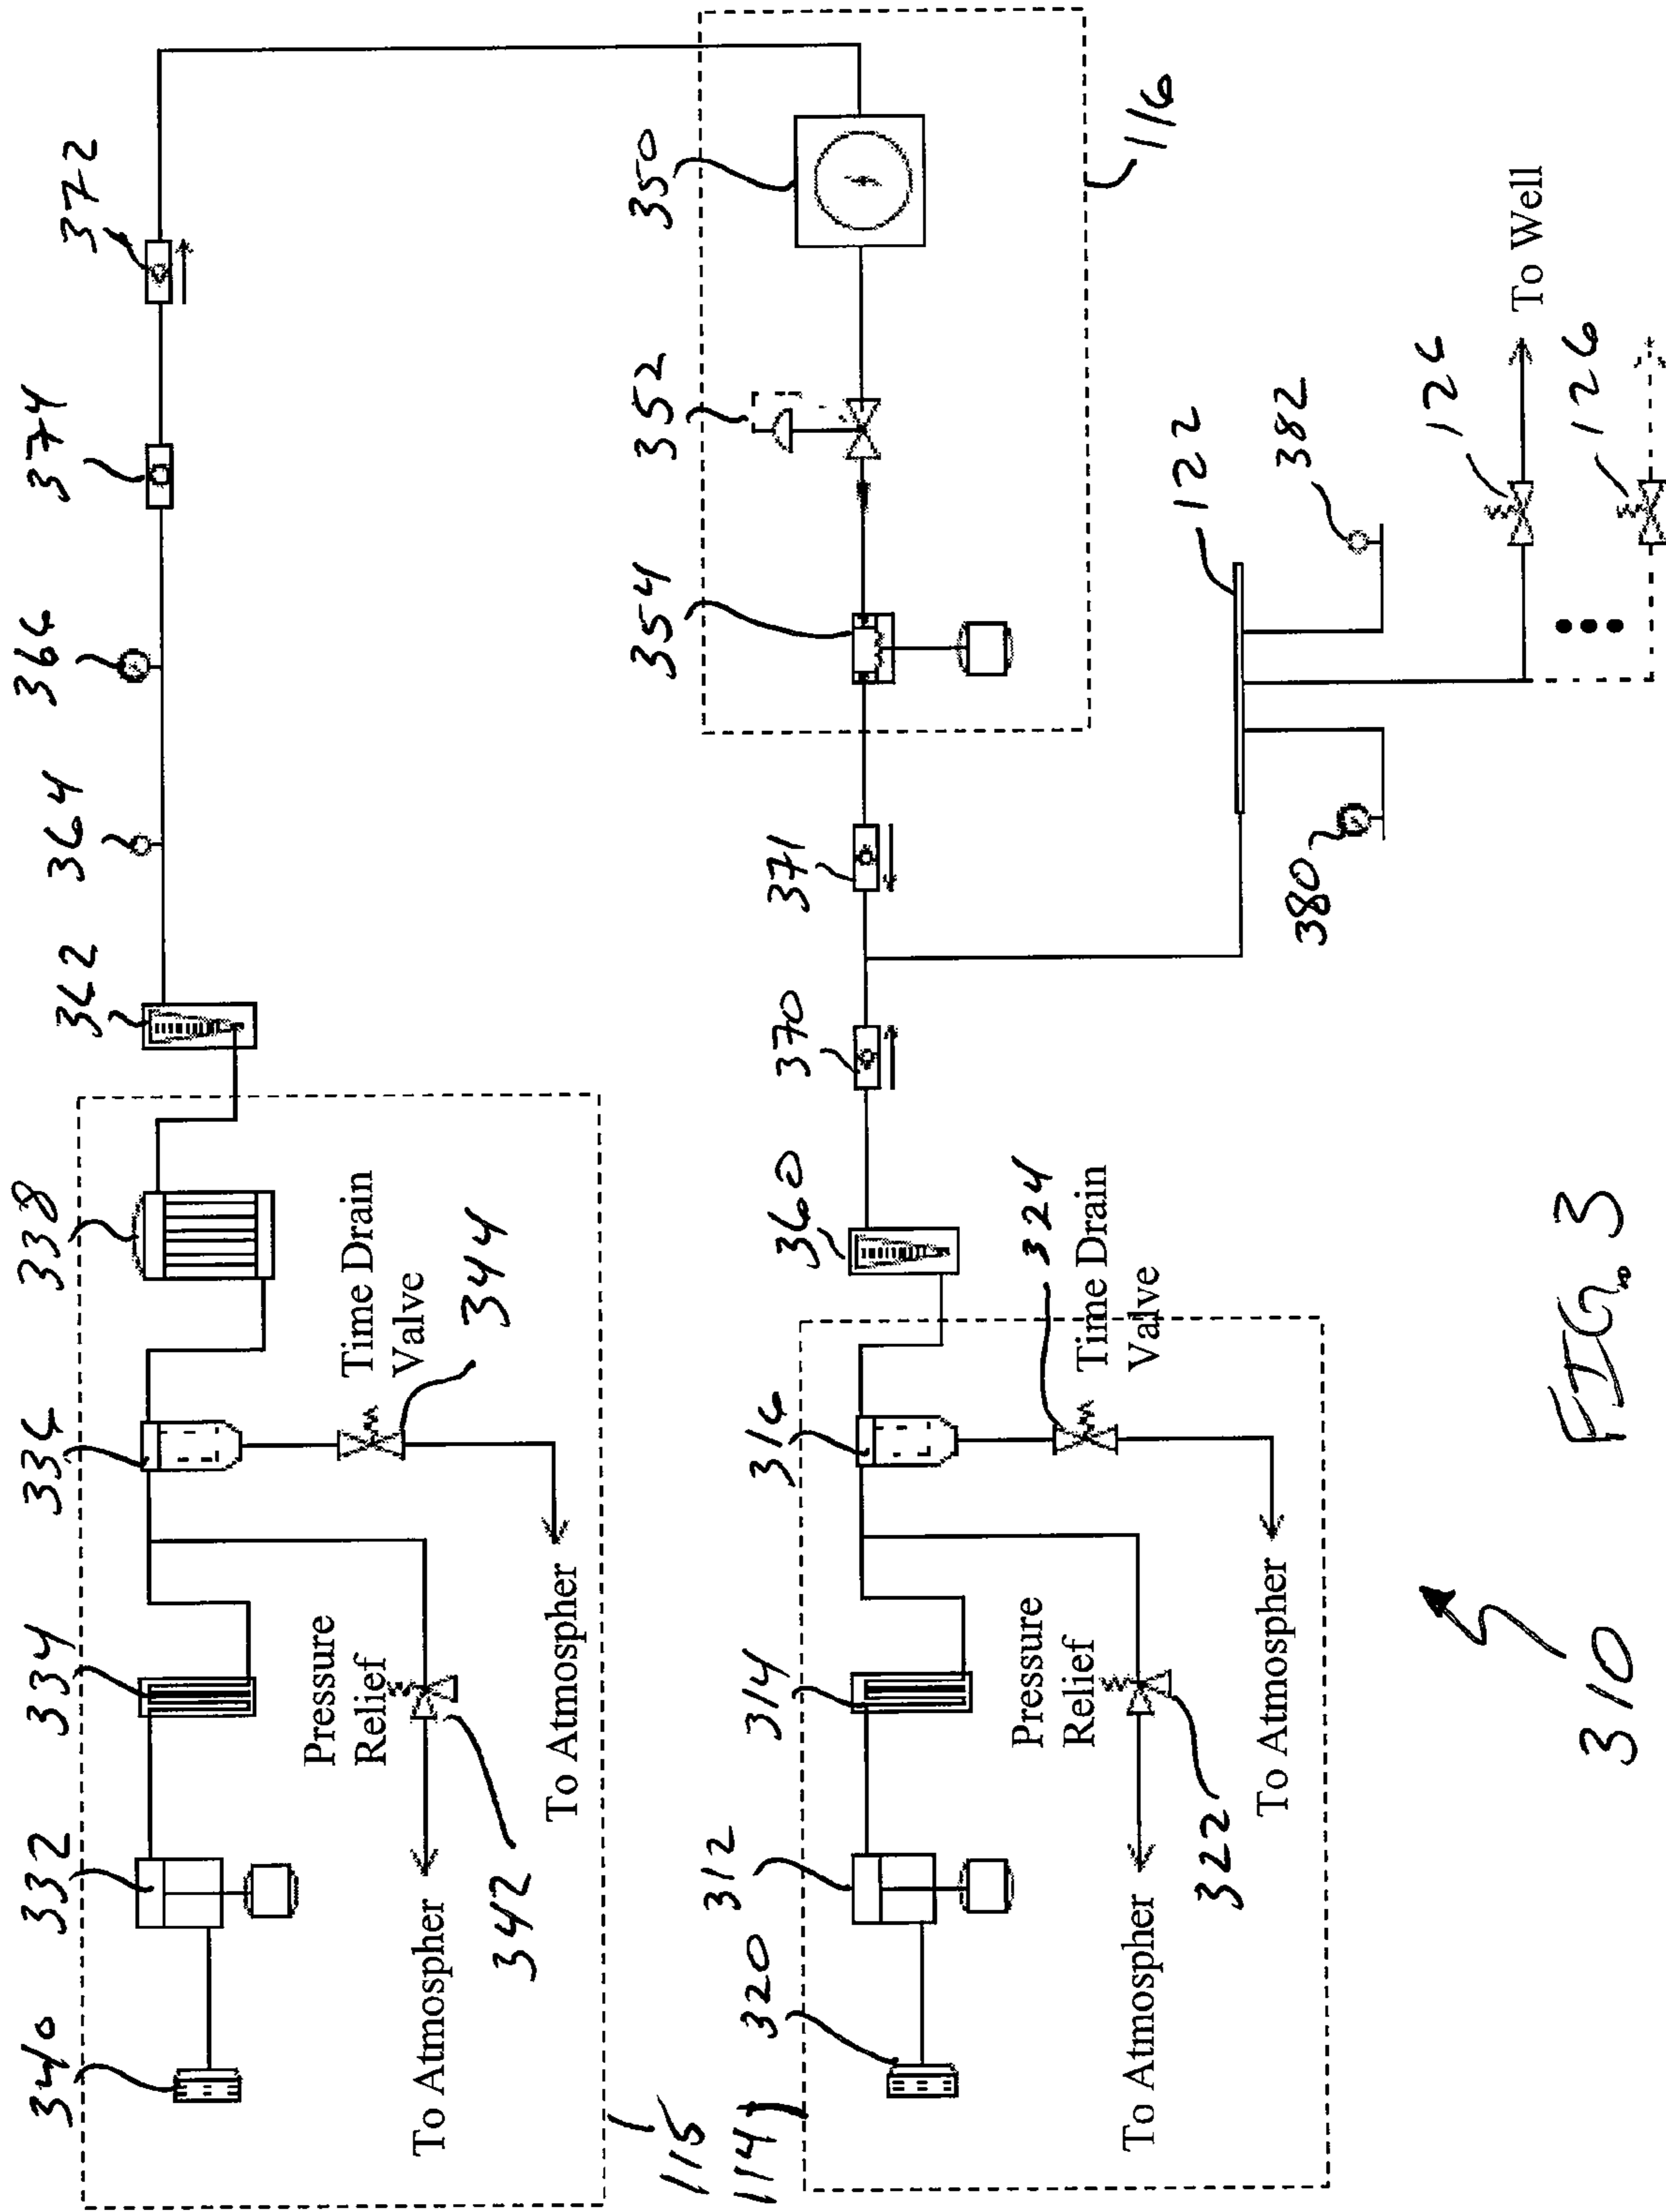 340 332 334 336 338 362 364 366 374 372
Pressure
Relief
Time Drain
Valve
To Atmospher
342
344
To Atmospher
115
114
320 312 314 316 360 370 371 354 352 350
Pressure
Relief
324
Time Drain
Valve
116
To Atmospher
322
To Atmospher
122
380 382
126
To Well
126
310
FIG. 3